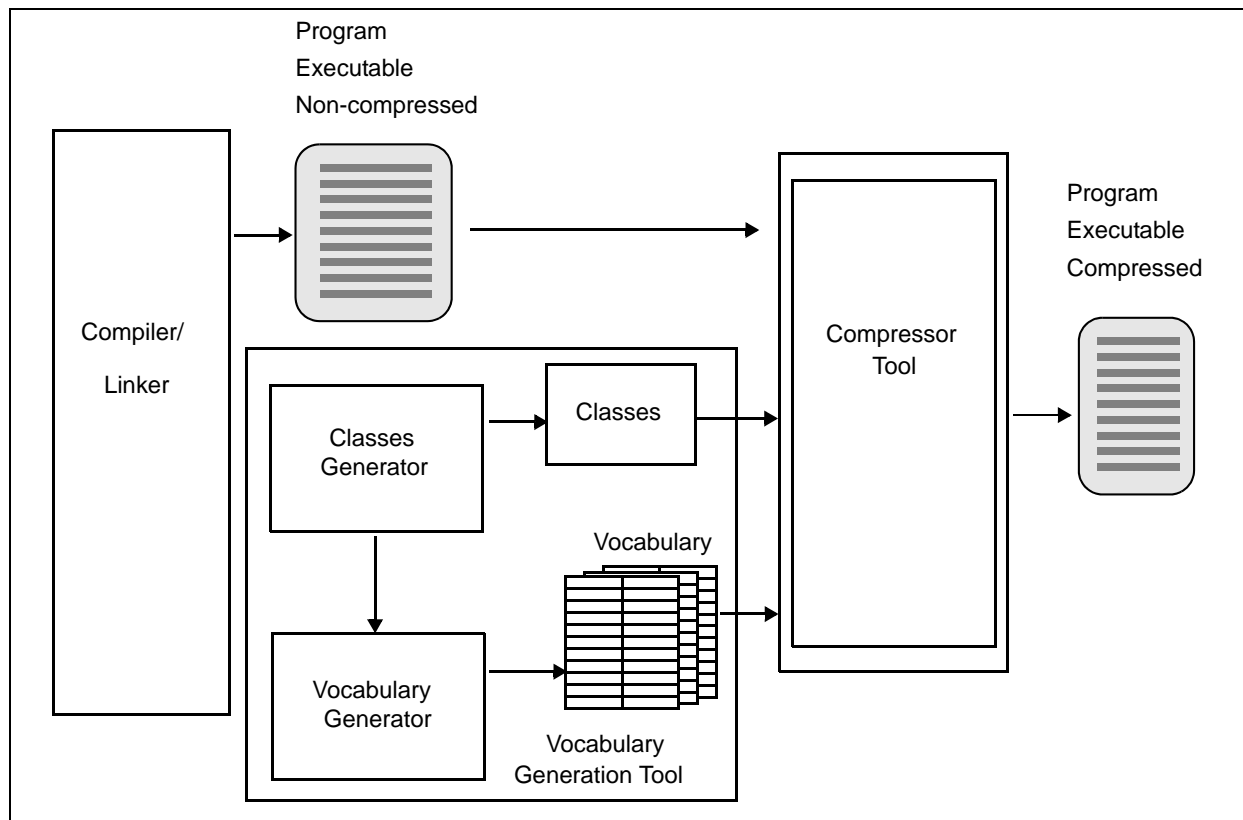 Program
Executable
Non-compressed
Compiler/
Linker
Program
Executable
Compressed
Compressor
Tool
Classes
Classes
Generator
Vocabulary
Vocabulary
Generator
Vocabulary
Generation Tool